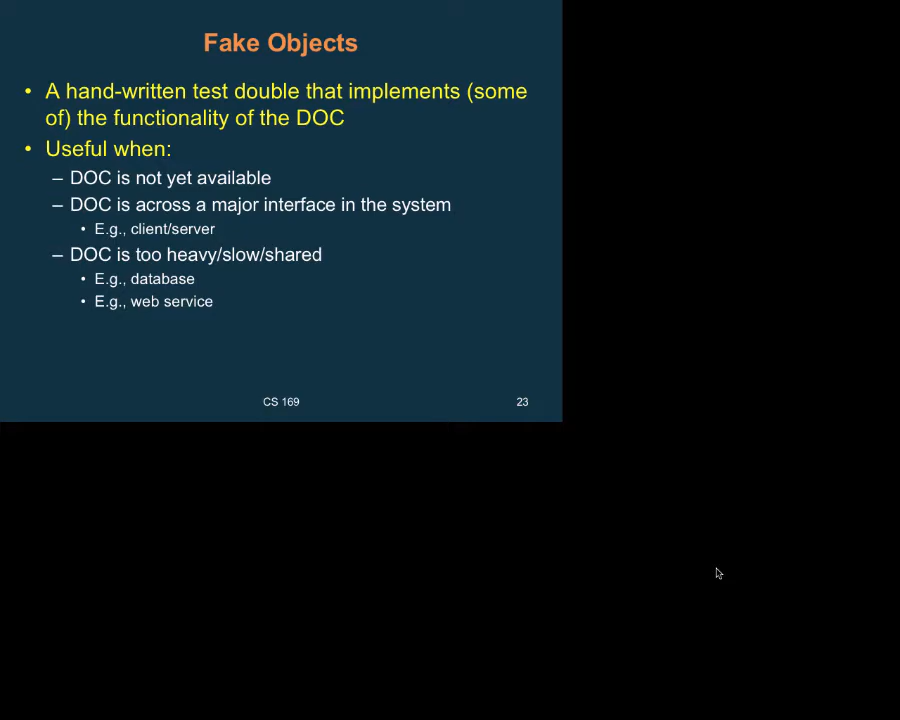 Fake Objects
• A hand-written test double that implements (some
of) the functionality of the DOC
• Useful when:
– DOC is not yet available
– DOC is across a major interface in the system
• E.g., client/server
– DOC is too heavy/slow/shared
• E.g., database
• E.g., web service
CS 169
23